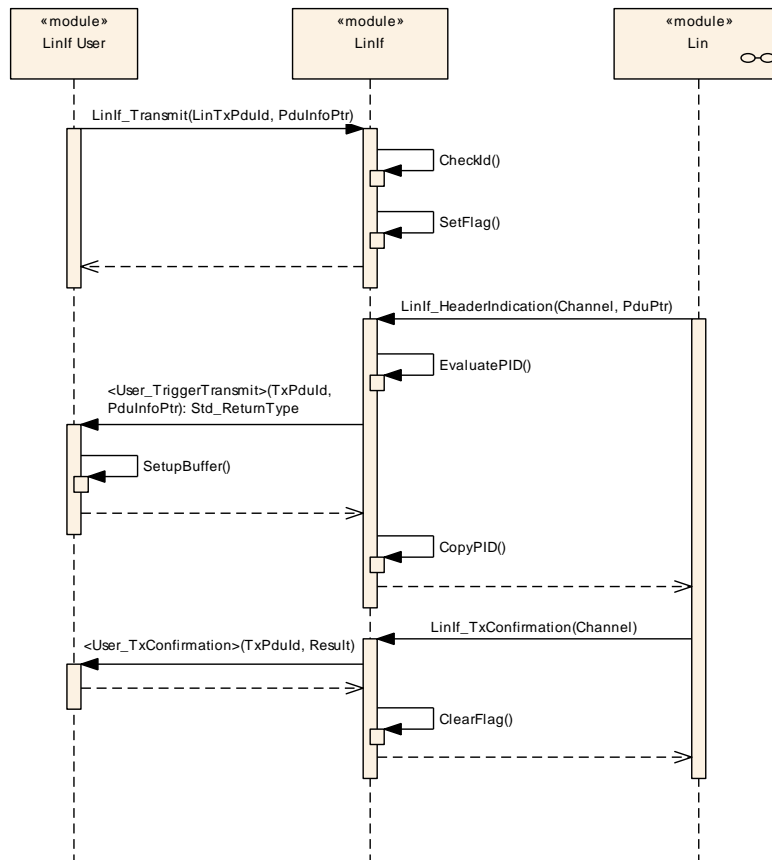 «module»
LinIf User
«module»
LinIf
«module»
Lin
LinIf_Transmit(LinTxPduId, PduInfoPtr)
CheckId()
SetFlag()
LinIf_HeaderIndication(Channel, PduPtr)
EvaluatePID()
<User_TriggerTransmit>(TxPduId,
PduInfoPtr): Std_ReturnType
SetupBuffer()
CopyPID()
LinIf_TxConfirmation(Channel)
<User_TxConfirmation>(TxPduId, Result)
ClearFlag()